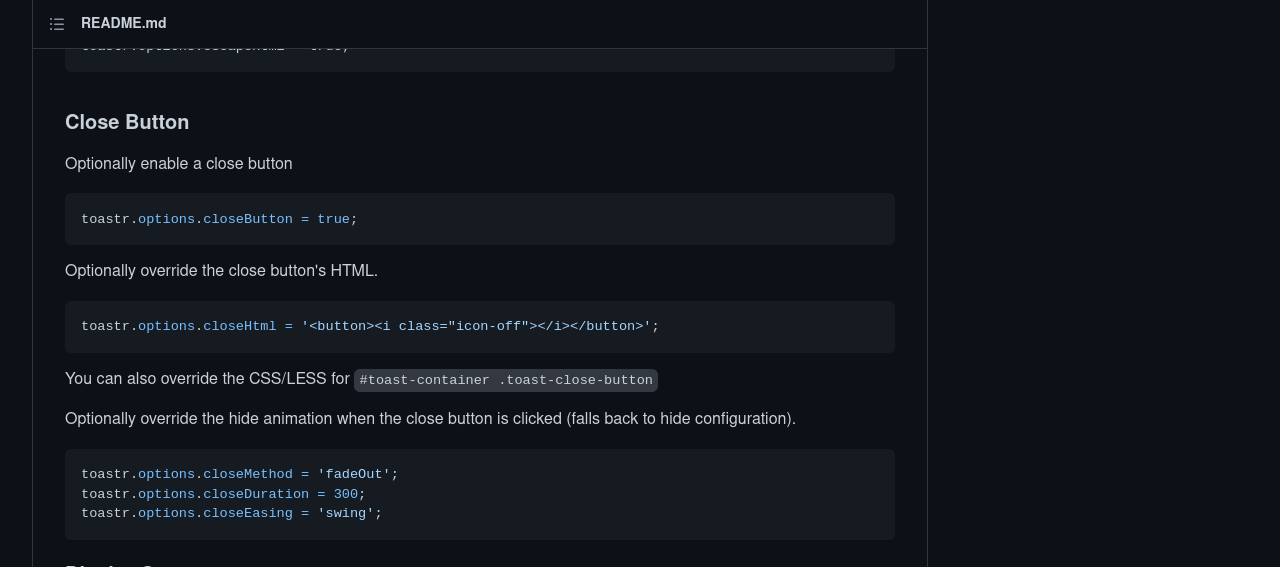 README.md
Close Button
Optionally enable a close button
toastr.options.closeButton = true;
Optionally override the close button's HTML.
toastr.options.closeHtml = '<button><i class="icon-off"></i></button>';
You can also override the CSS/LESS for #toast-container .toast-close-button
Optionally override the hide animation when the close button is clicked (falls back to hide configuration).
toastr.options.closeMethod = 'fadeOut';
toastr.options.closeDuration = 300;
toastr.options.closeEasing = 'swing';